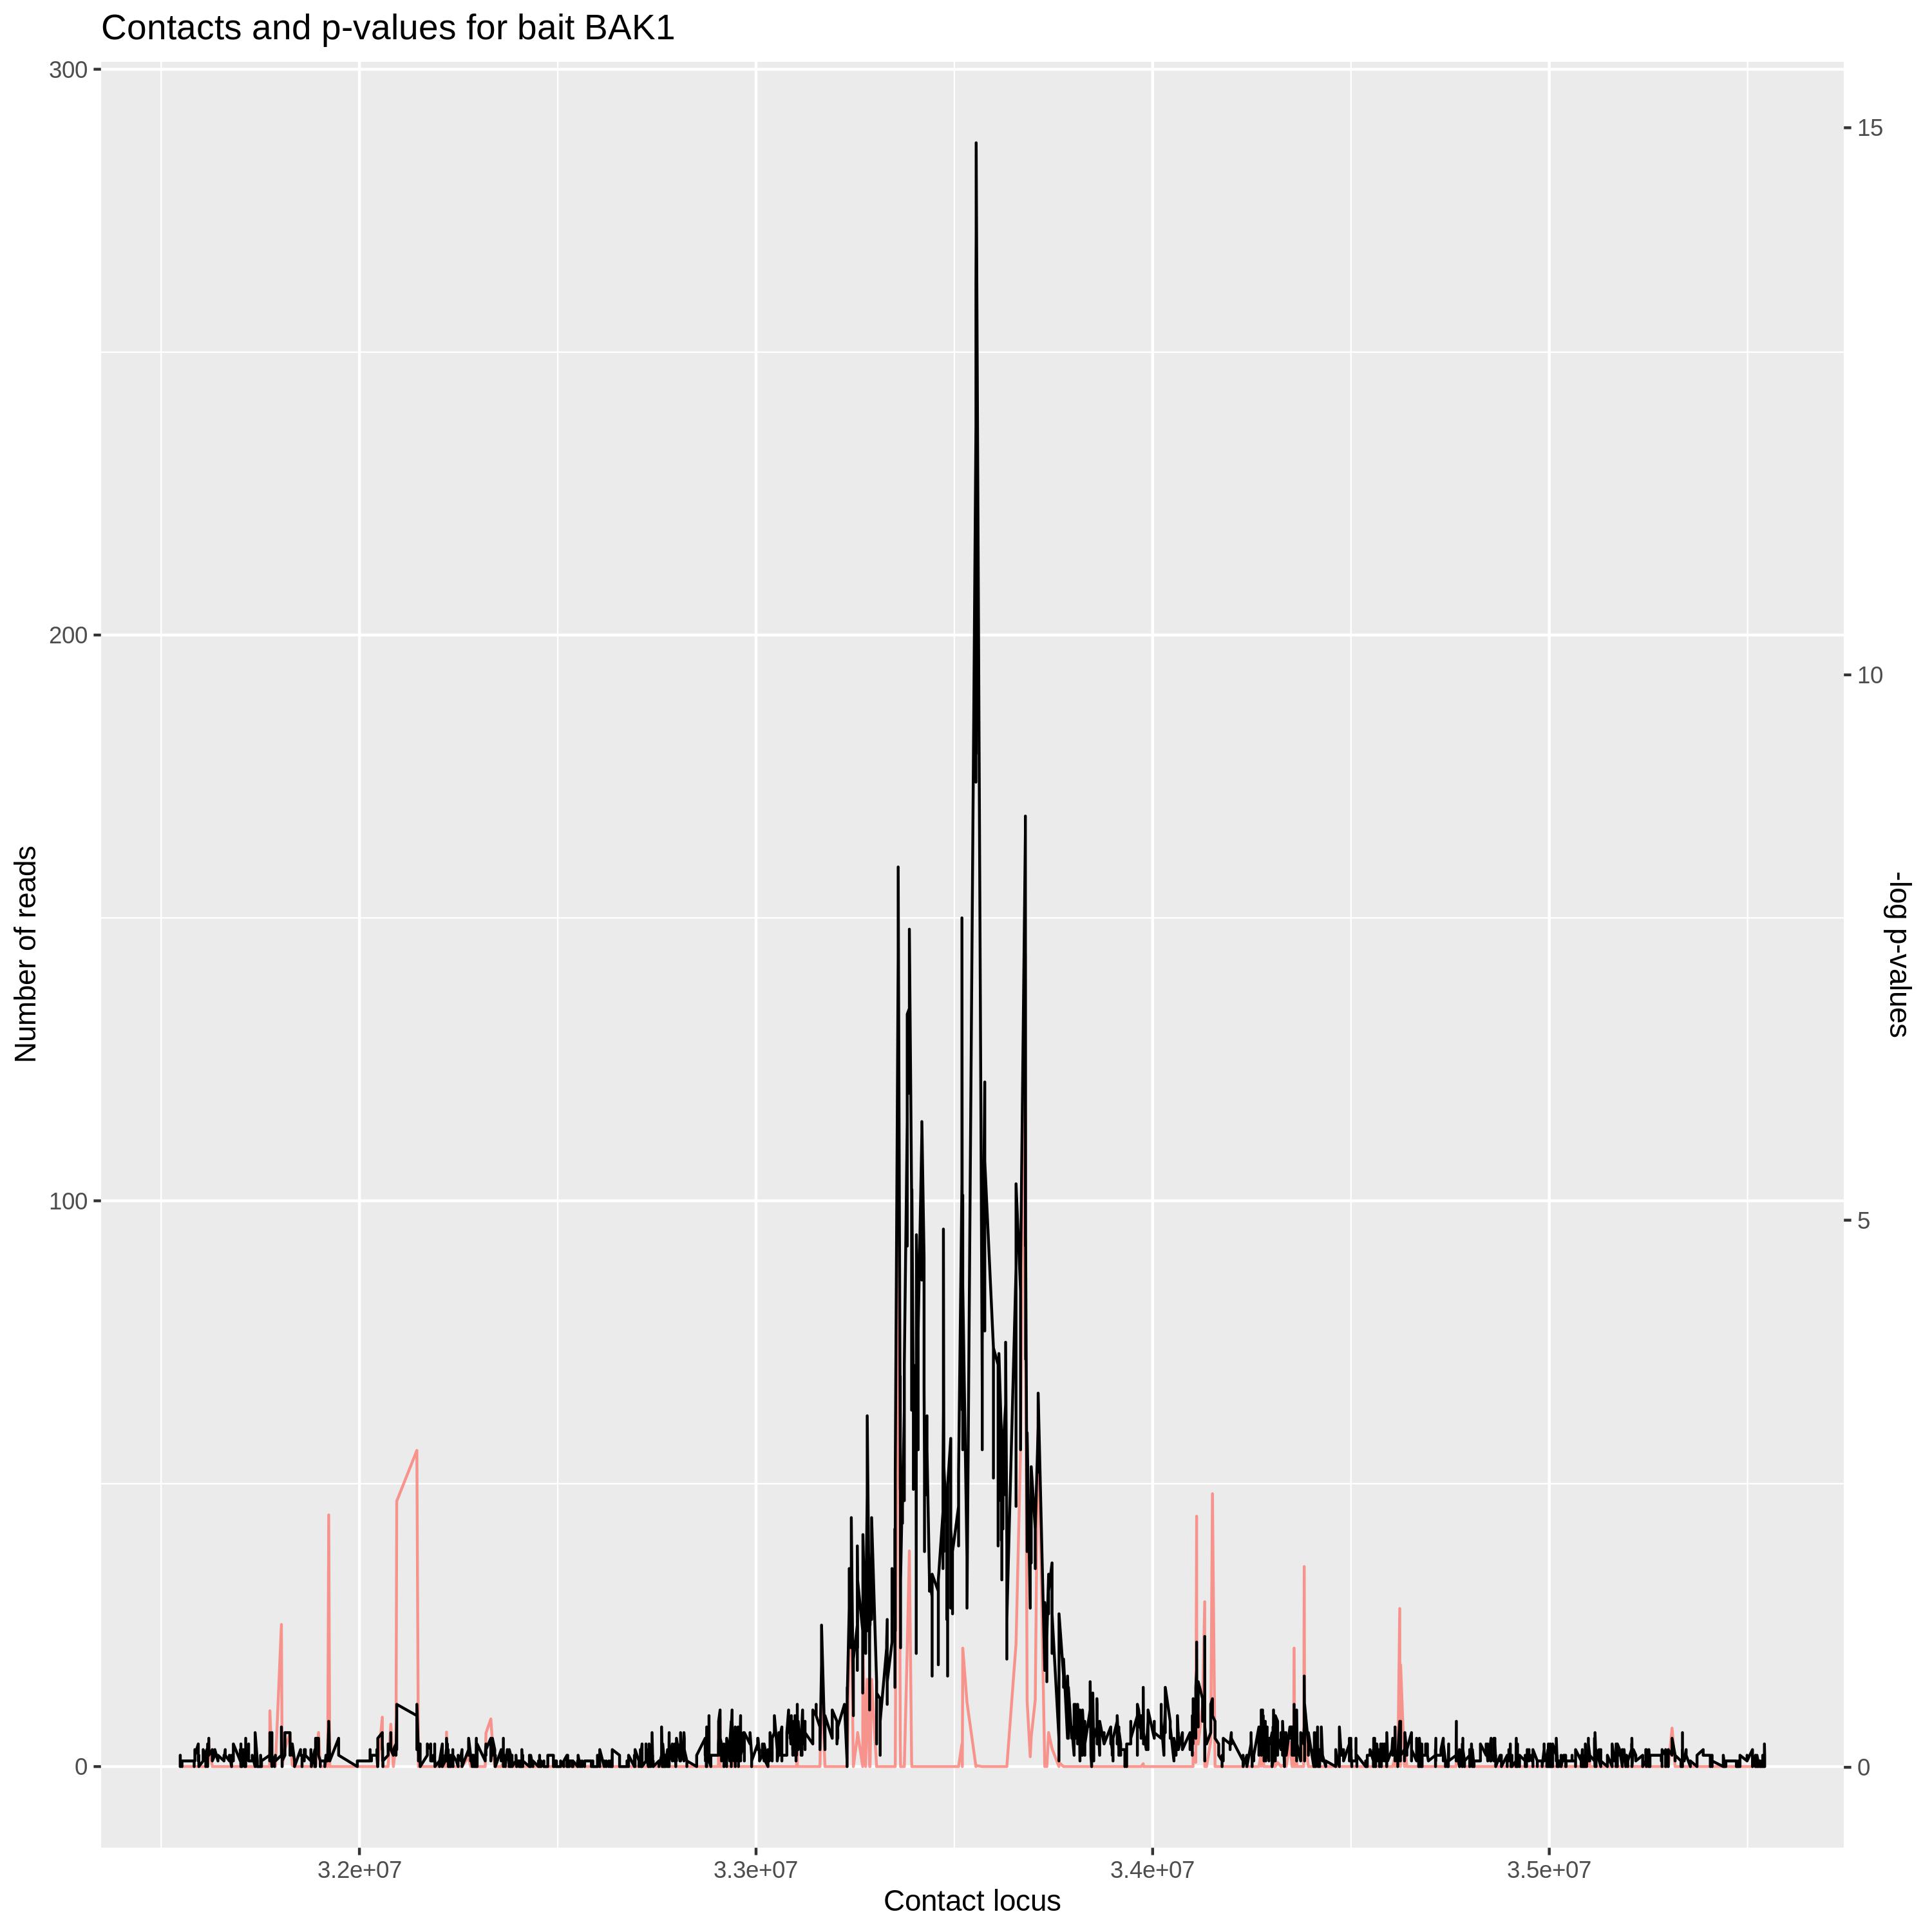 Contacts and p-values for bait BAK1
300
200
100
0
Number of reads
15
10
5
0
-log p-values
3.2e+07
3.3e+07
3.4e+07
3.5e+07
Contact locus